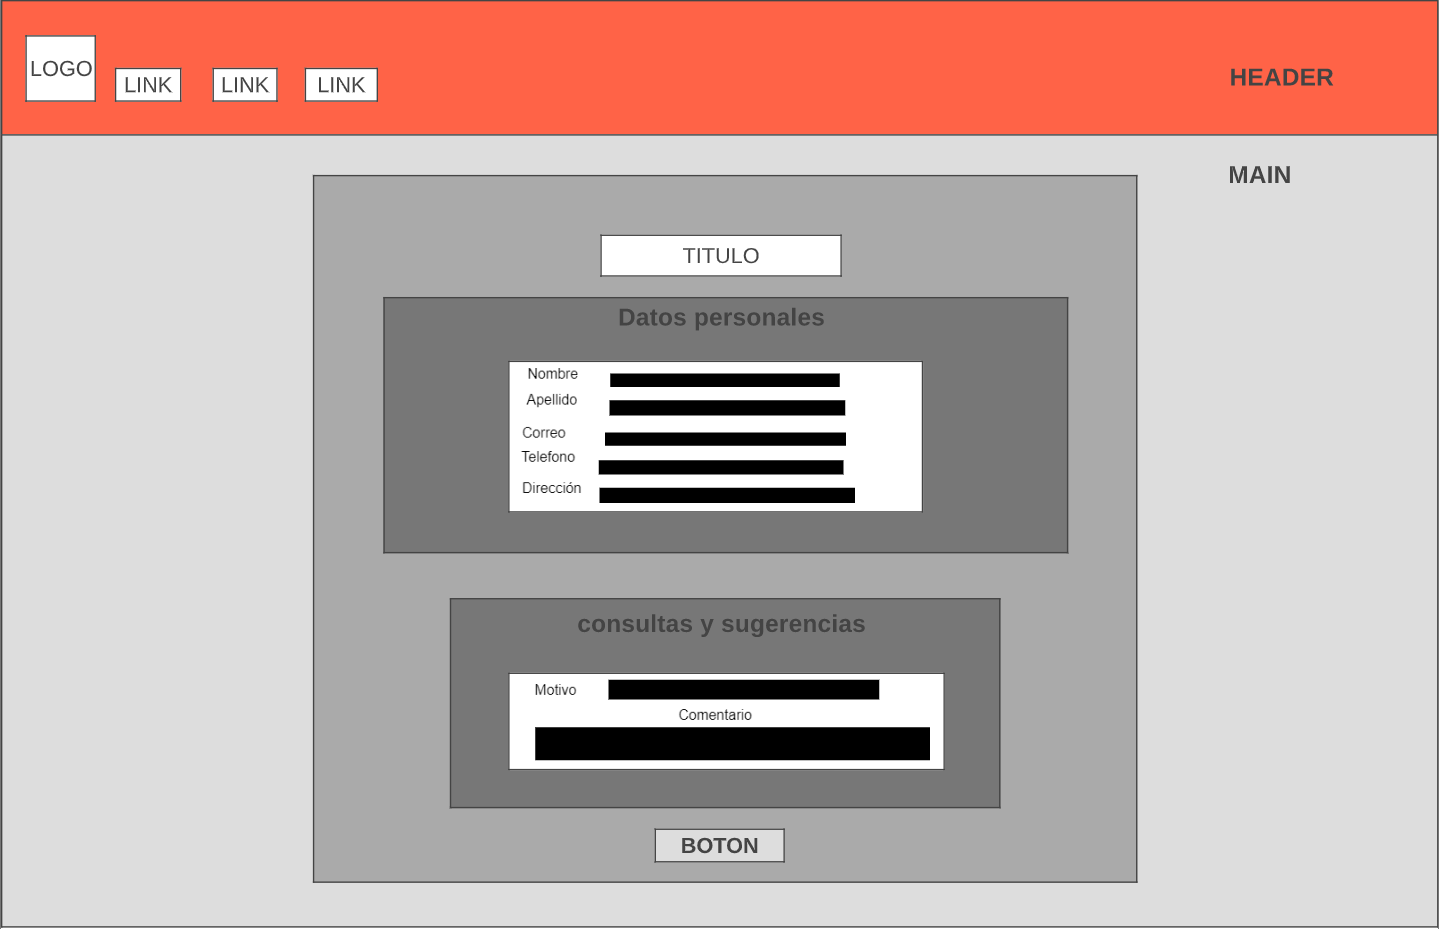 LOGO
LINK LINK LINK
HEADER
MAIN
TITULO
Datos personales
Nombre
Apellido
Correo
Telefono
Dirección
consultas y sugerencias
Motivo
Comentario
BOTON